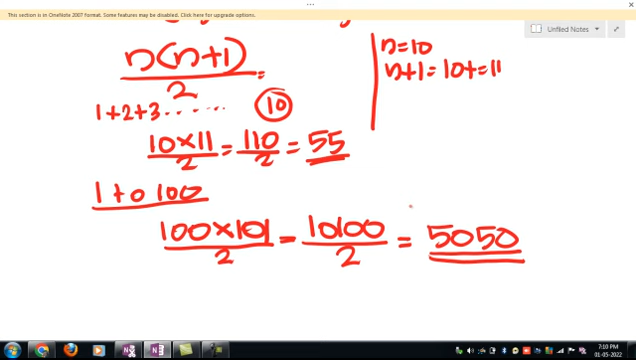 This section is in OneNote 2007 format. Some features may be disabled. Click here for upgrade options.
Unfiled Notes
n(n+1)/2 =
n=10
n+1=10+=11
1+2+3....... 10
10×11/2 = 110/2 = 55
1 to 100
100×101/2 = 10100/2 = 5050
7:10 PM
01-05-2022